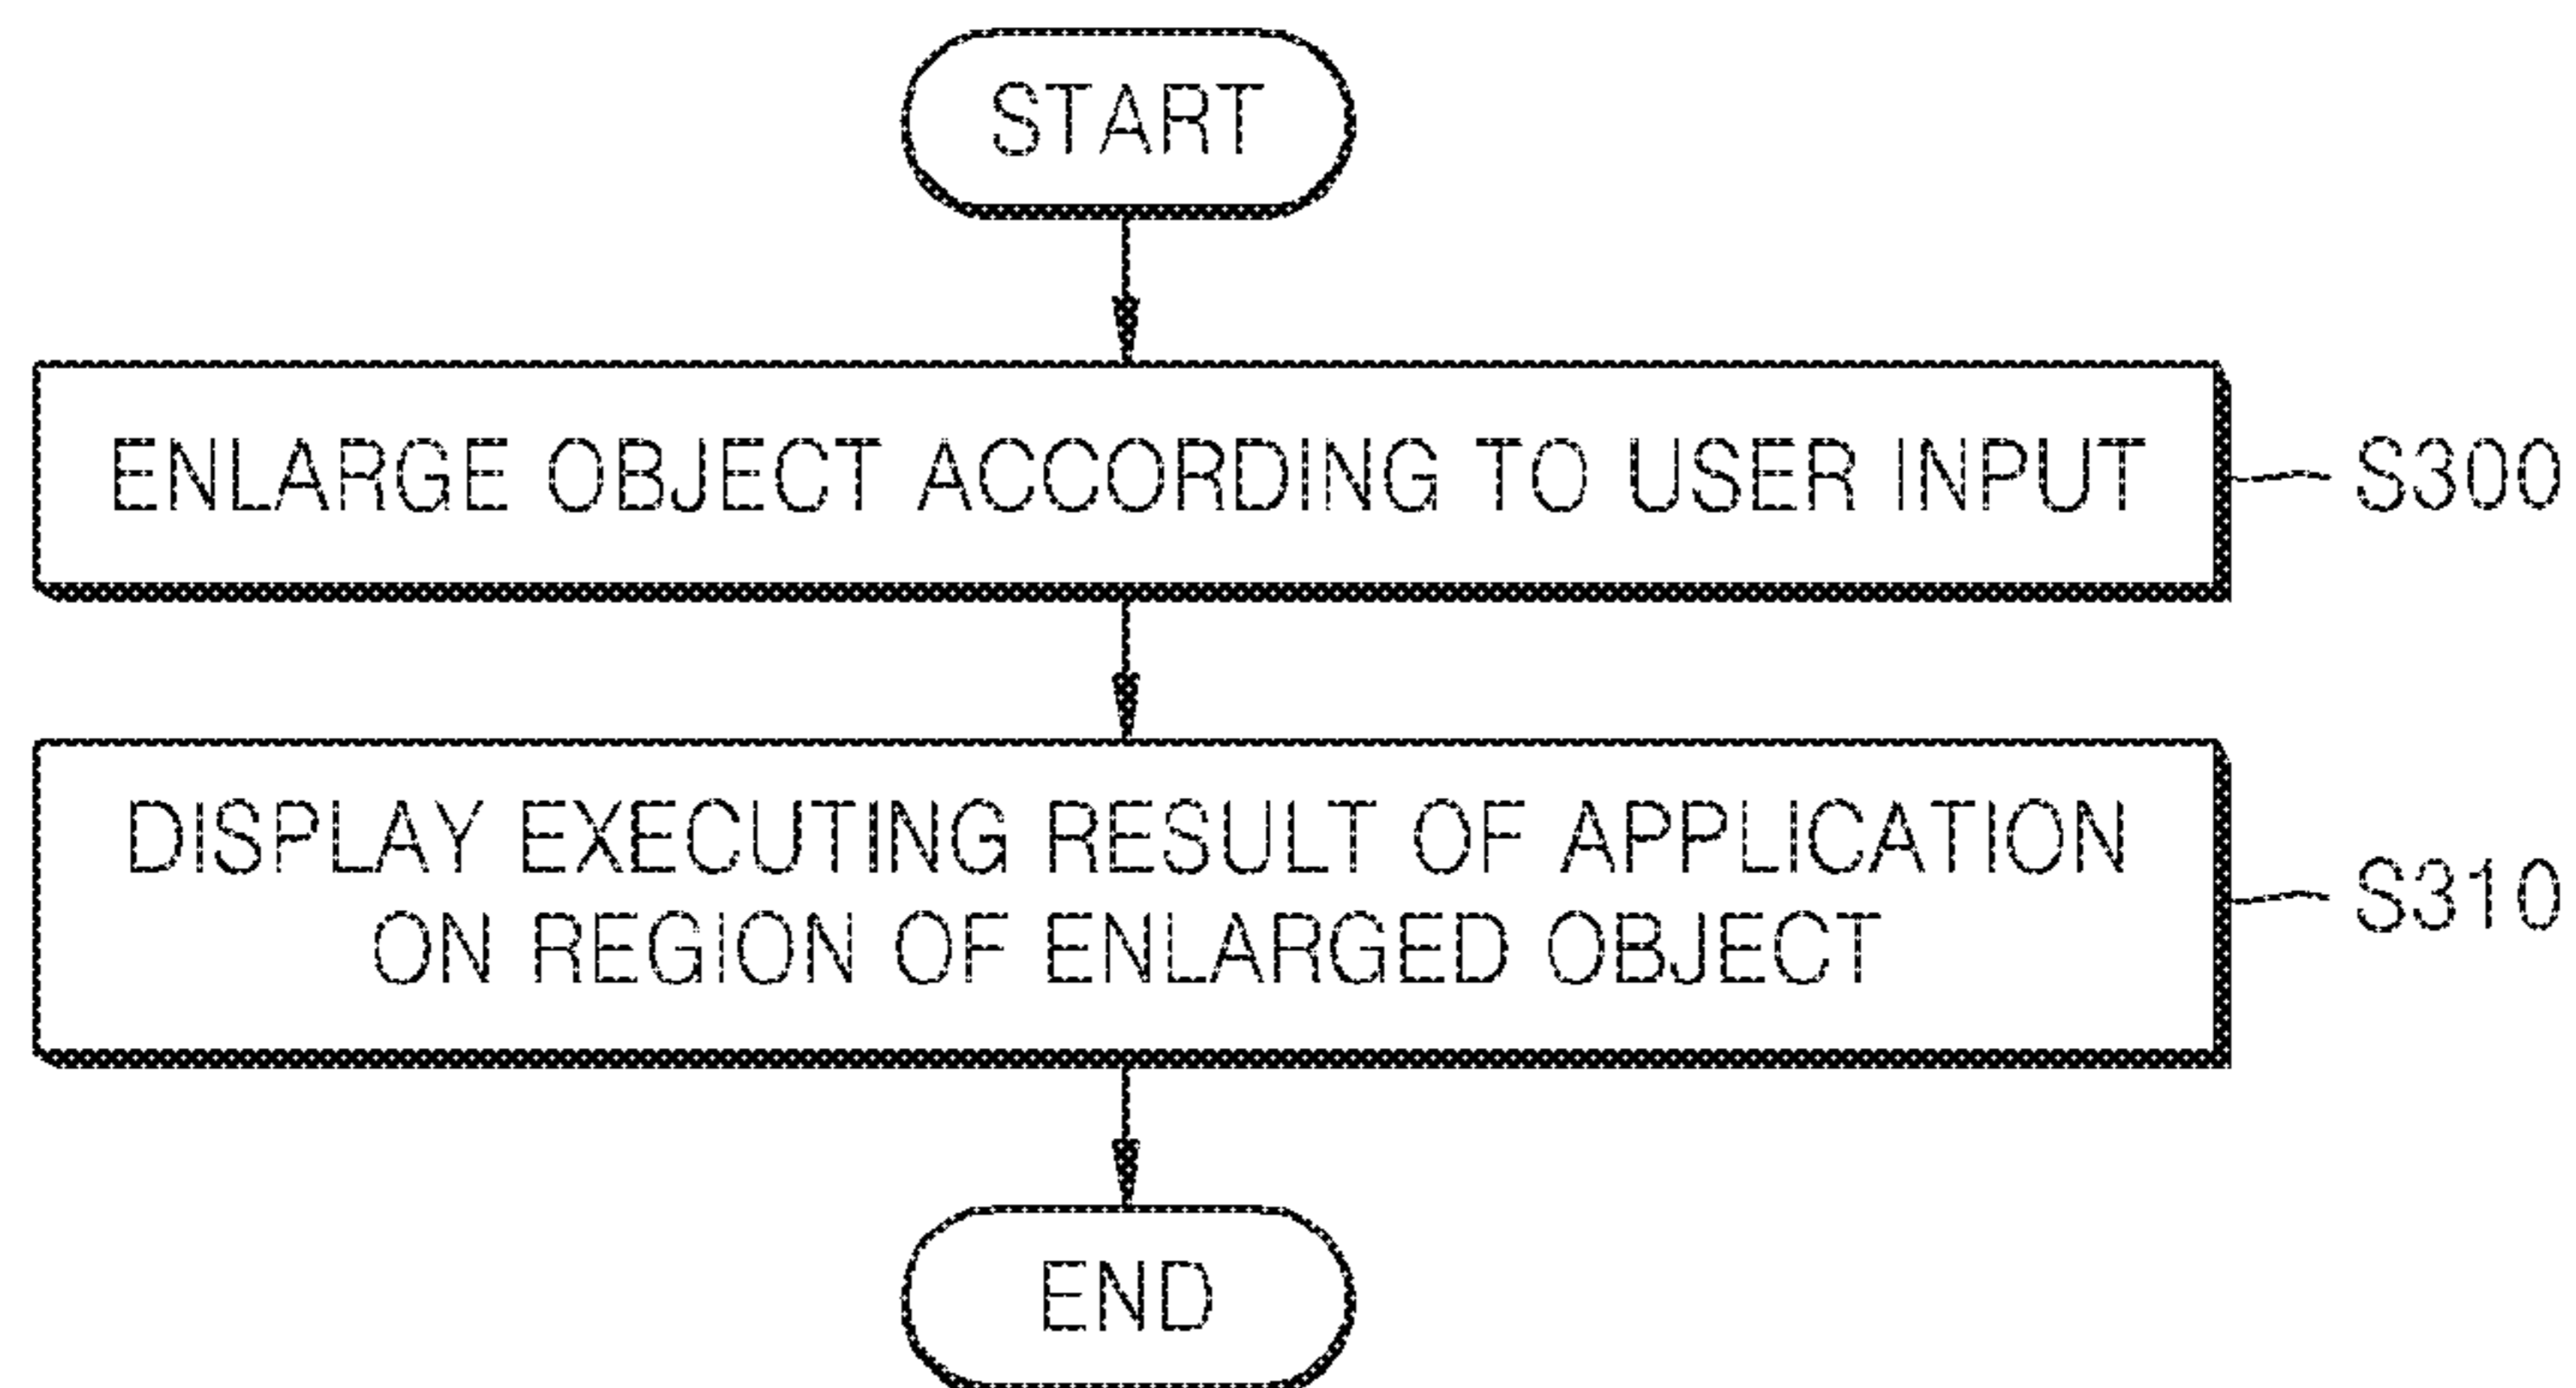 START
ENLARGE OBJECT ACCORDING TO USER INPUT
S300
DISPLAY EXECUTING RESULT OF APPLICATION
ON REGION OF ENLARGED OBJECT
S310
END